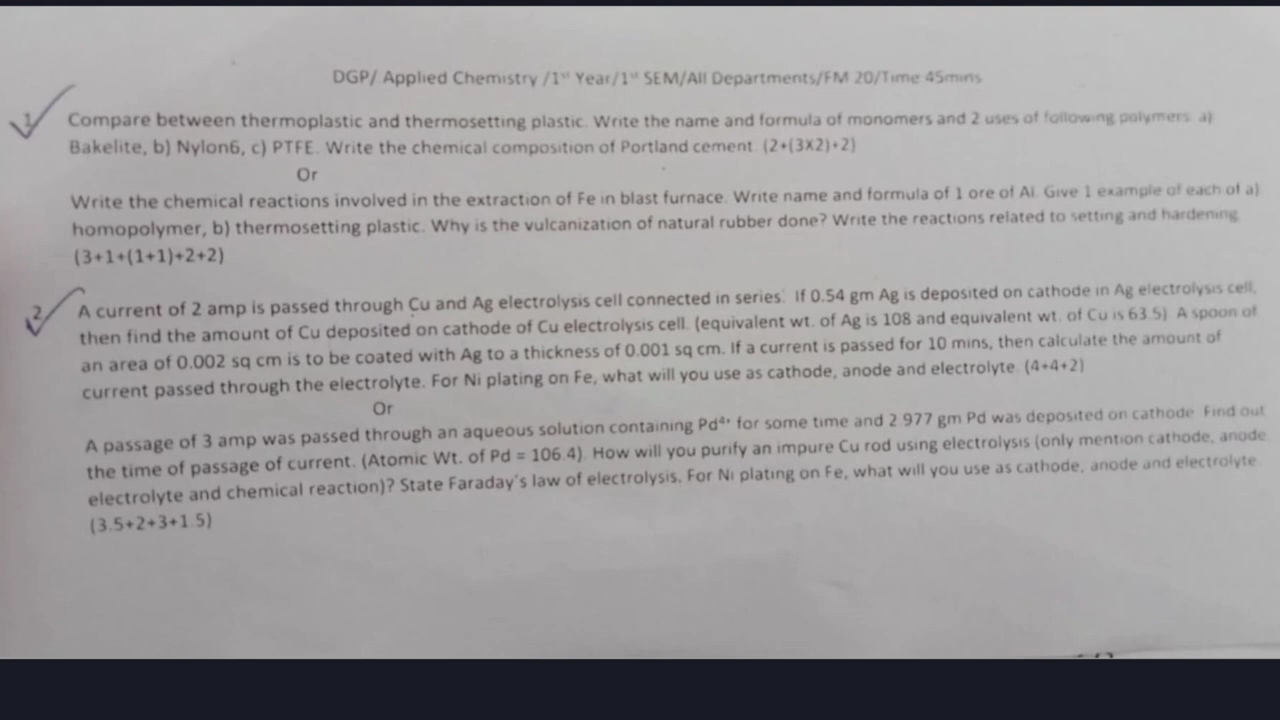 DGP/ Applied Chemistry /1st Year/1st SEM/All Departments/FM 20/Time 45mins
1 Compare between thermoplastic and thermosetting plastic. Write the name and formula of monomers and 2 uses of following polymers. a)
Bakelite, b) Nylon6, c) PTFE. Write the chemical composition of Portland cement. (2+(3X2)+2)
Or
Write the chemical reactions involved in the extraction of Fe in blast furnace. Write name and formula of 1 ore of Al. Give 1 example of each of a)
homopolymer, b) thermosetting plastic. Why is the vulcanization of natural rubber done? Write the reactions related to setting and hardening.
(3+1+(1+1)+2+2)
2. A current of 2 amp is passed through Cu and Ag electrolysis cell connected in series. If 0.54 gm Ag is deposited on cathode in Ag electrolysis cell,
then find the amount of Cu deposited on cathode of Cu electrolysis cell. (equivalent wt. of Ag is 108 and equivalent wt. of Cu is 63.5). A spoon of
an area of 0.002 sq cm is to be coated with Ag to a thickness of 0.001 sq cm. If a current is passed for 10 mins, then calculate the amount of
current passed through the electrolyte. For Ni plating on Fe, what will you use as cathode, anode and electrolyte. (4+4+2)
Or
A passage of 3 amp was passed through an aqueous solution containing Pd4+ for some time and 2.977 gm Pd was deposited on cathode. Find out
the time of passage of current. (Atomic Wt. of Pd = 106.4). How will you purify an impure Cu rod using electrolysis (only mention cathode, anode,
electrolyte and chemical reaction)? State Faraday's law of electrolysis. For Ni plating on Fe, what will you use as cathode, anode and electrolyte.
(3.5+2+3+1.5)